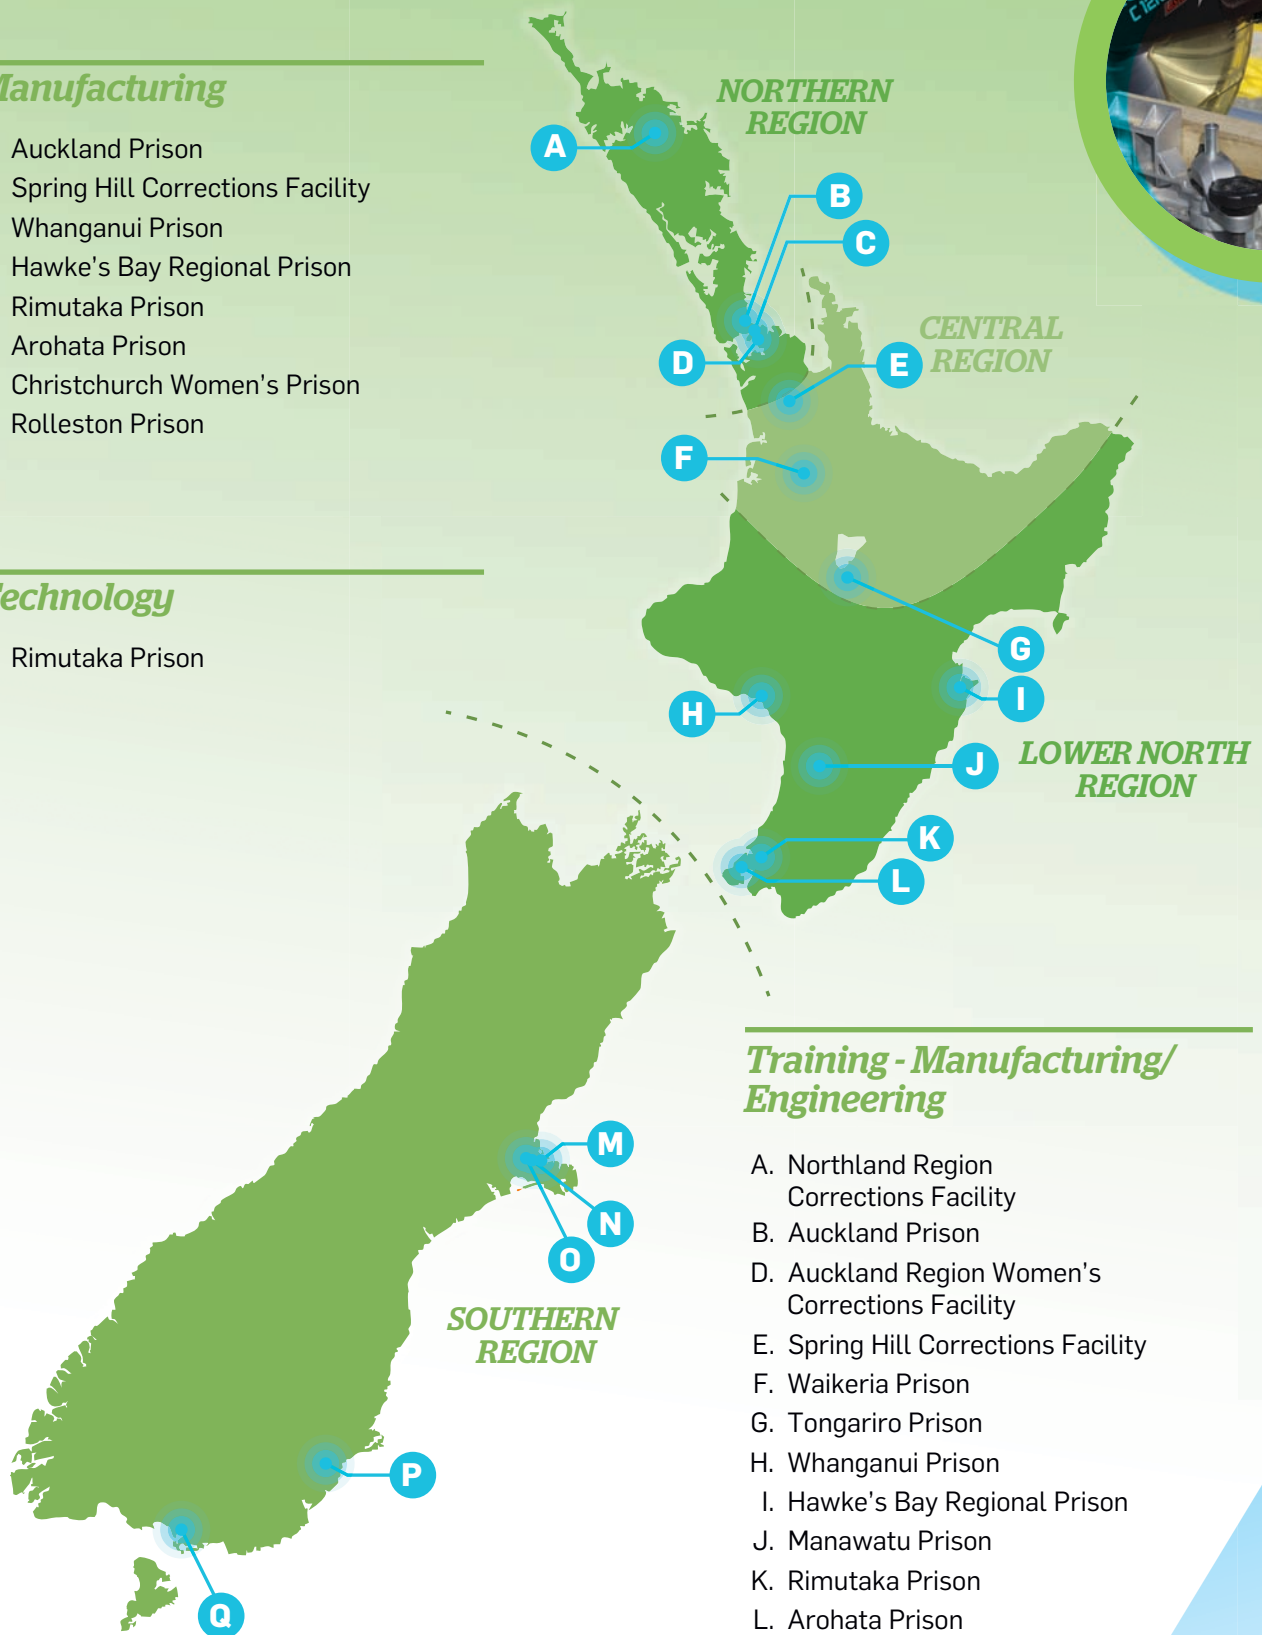 Manufacturing
Auckland Prison
Spring Hill Corrections Facility
Whanganui Prison
Hawke's Bay Regional Prison
Rimutaka Prison
Arohata Prison
Christchurch Women's Prison
Rolleston Prison
Technology
Rimutaka Prison
NORTHERN
REGION
A
B
C
CENTRAL
REGION
D
E
F
G
I
H
J
LOWER NORTH
REGION
K
L
M
N
O
SOUTHERN
REGION
P
Q
Training - Manufacturing/
Engineering
A. Northland Region
Corrections Facility
B. Auckland Prison
D. Auckland Region Women's
Corrections Facility
E. Spring Hill Corrections Facility
F. Waikeria Prison
G. Tongariro Prison
H. Whanganui Prison
I. Hawke's Bay Regional Prison
J. Manawatu Prison
K. Rimutaka Prison
L. Arohata Prison